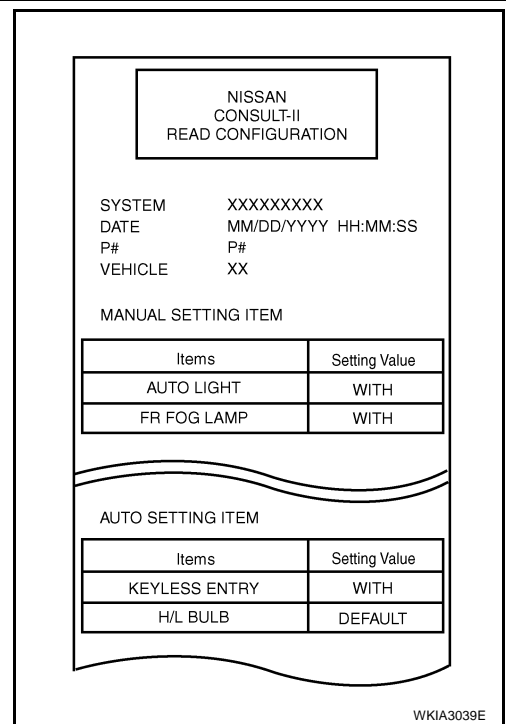 NISSAN
CONSULT-II
READ CONFIGURATION
SYSTEM XXXXXXXXX
DATE MM/DD/YYYY HH:MM:SS
P# P#
VEHICLE XX
MANUAL SETTING ITEM
Items Setting Value
AUTO LIGHT WITH
FR FOG LAMP WITH
AUTO SETTING ITEM
Items Setting Value
KEYLESS ENTRY WITH
H/L BULB DEFAULT
WKIA3039E